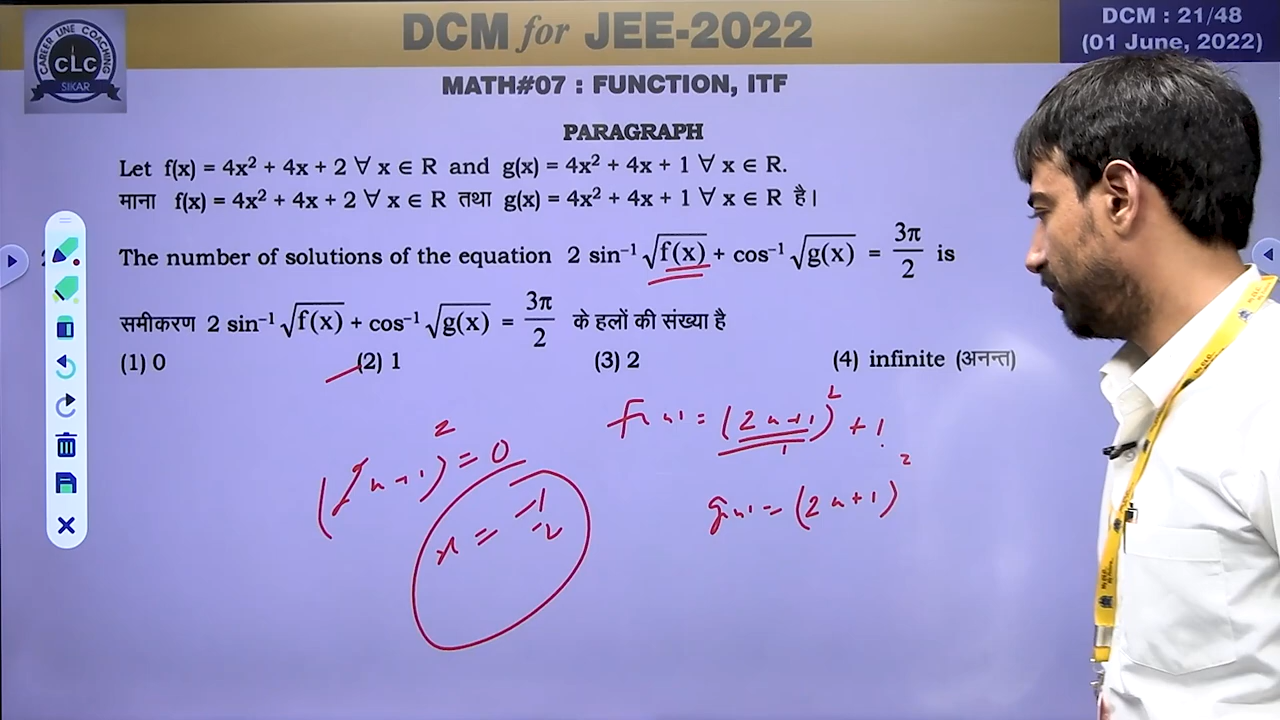 DCM for JEE-2022
DCM : 21/48
(01 June, 2022)
CAREER LINE COACHING
CLC
SIKAR
MATH#07 : FUNCTION, ITF
PARAGRAPH
Let f(x) = 4x² + 4x + 2 ∀ x ∈ R and g(x) = 4x² + 4x + 1 ∀ x ∈ R.
माना f(x) = 4x² + 4x + 2 ∀ x ∈ R तथा g(x) = 4x² + 4x + 1 ∀ x ∈ R है।
The number of solutions of the equation 2 sin⁻¹ √f(x) + cos⁻¹ √g(x) = 3π/2 is
समीकरण 2 sin⁻¹ √f(x) + cos⁻¹ √g(x) = 3π/2 के हलों की संख्या है
(1) 0 (2) 1 (3) 2 (4) infinite (अनन्त)
f(x) = (2x+1)² + 1
(2x+1)² = 0
g(x) = (2x+1)²
x = -1/2